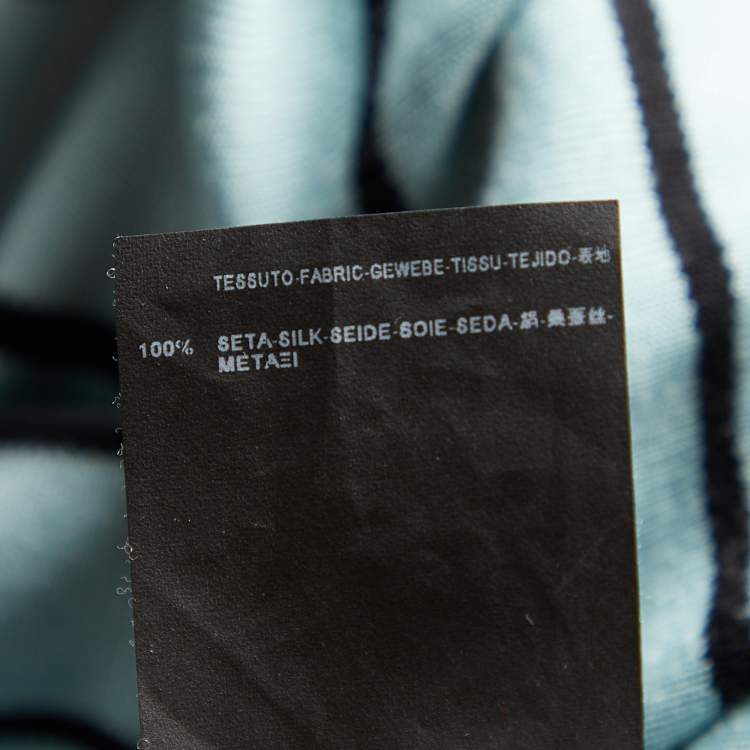 TESSUTO-FABRIC-GEWEBE-TISSU-TEJIDO-表地
100% SETA-SILK-SEIDE-SOIE-SEDA-絹-桑蚕丝-
ΜΕΤΑΞΙ